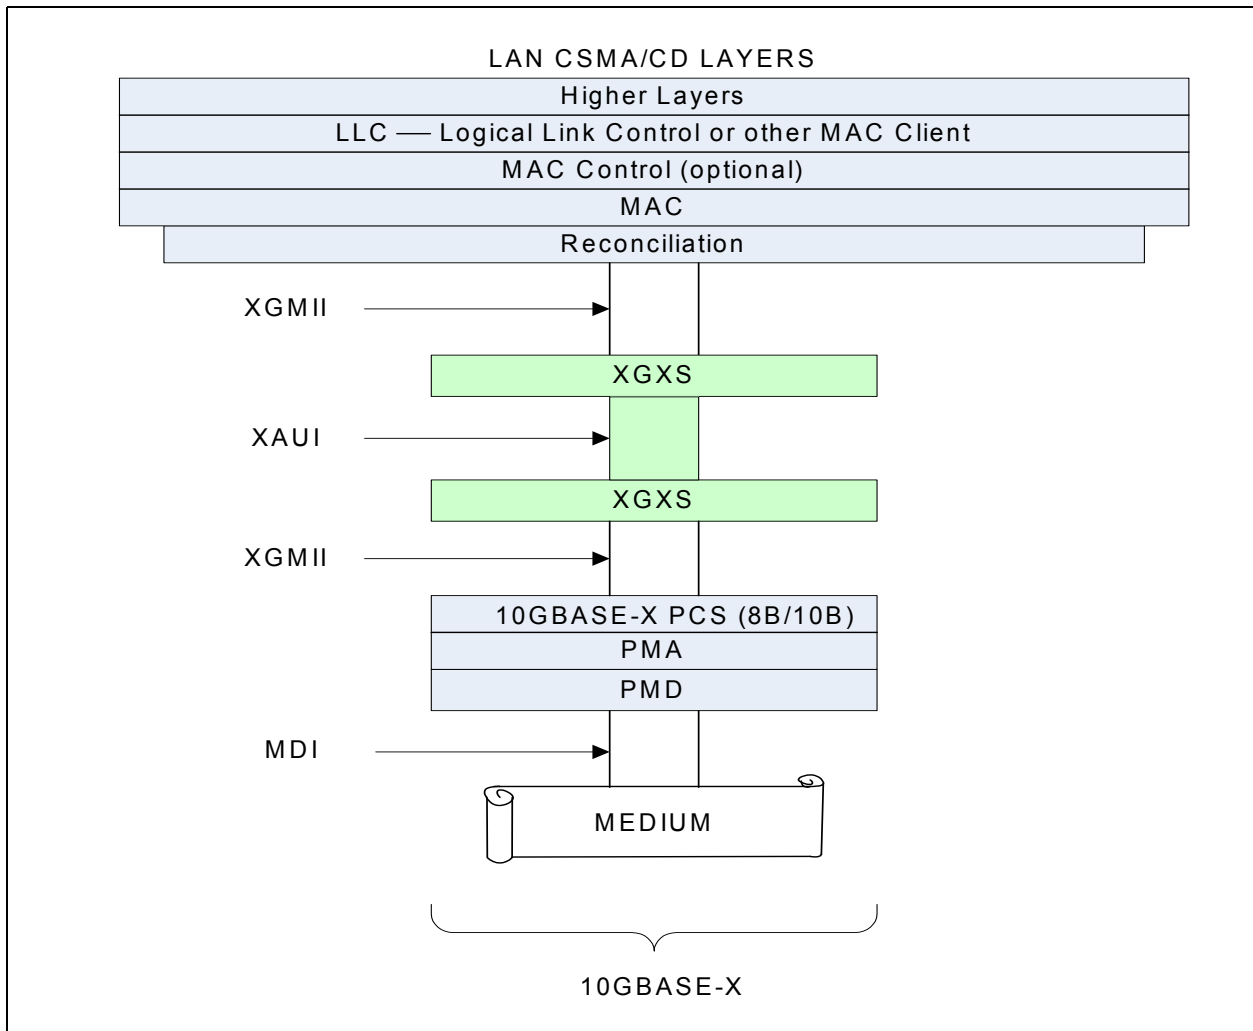 LAN CSMA/CD LAYERS
Higher Layers
LLC — Logical Link Control or other MAC Client
MAC Control (optional)
MAC
Reconciliation
XGMII
XGXS
XAUI
XGXS
XGMII
10GBASE-X PCS (8B/10B)
PMA
PMD
MDI
MEDIUM
10GBASE-X